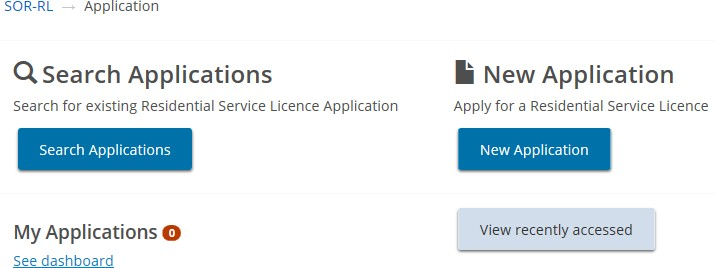 SOR-RL → Application
Search Applications
New Application
Search for existing Residential Service Licence Application
Apply for a Residential Service Licence
Search Applications
New Application
My Applications 0
View recently accessed
See dashboard